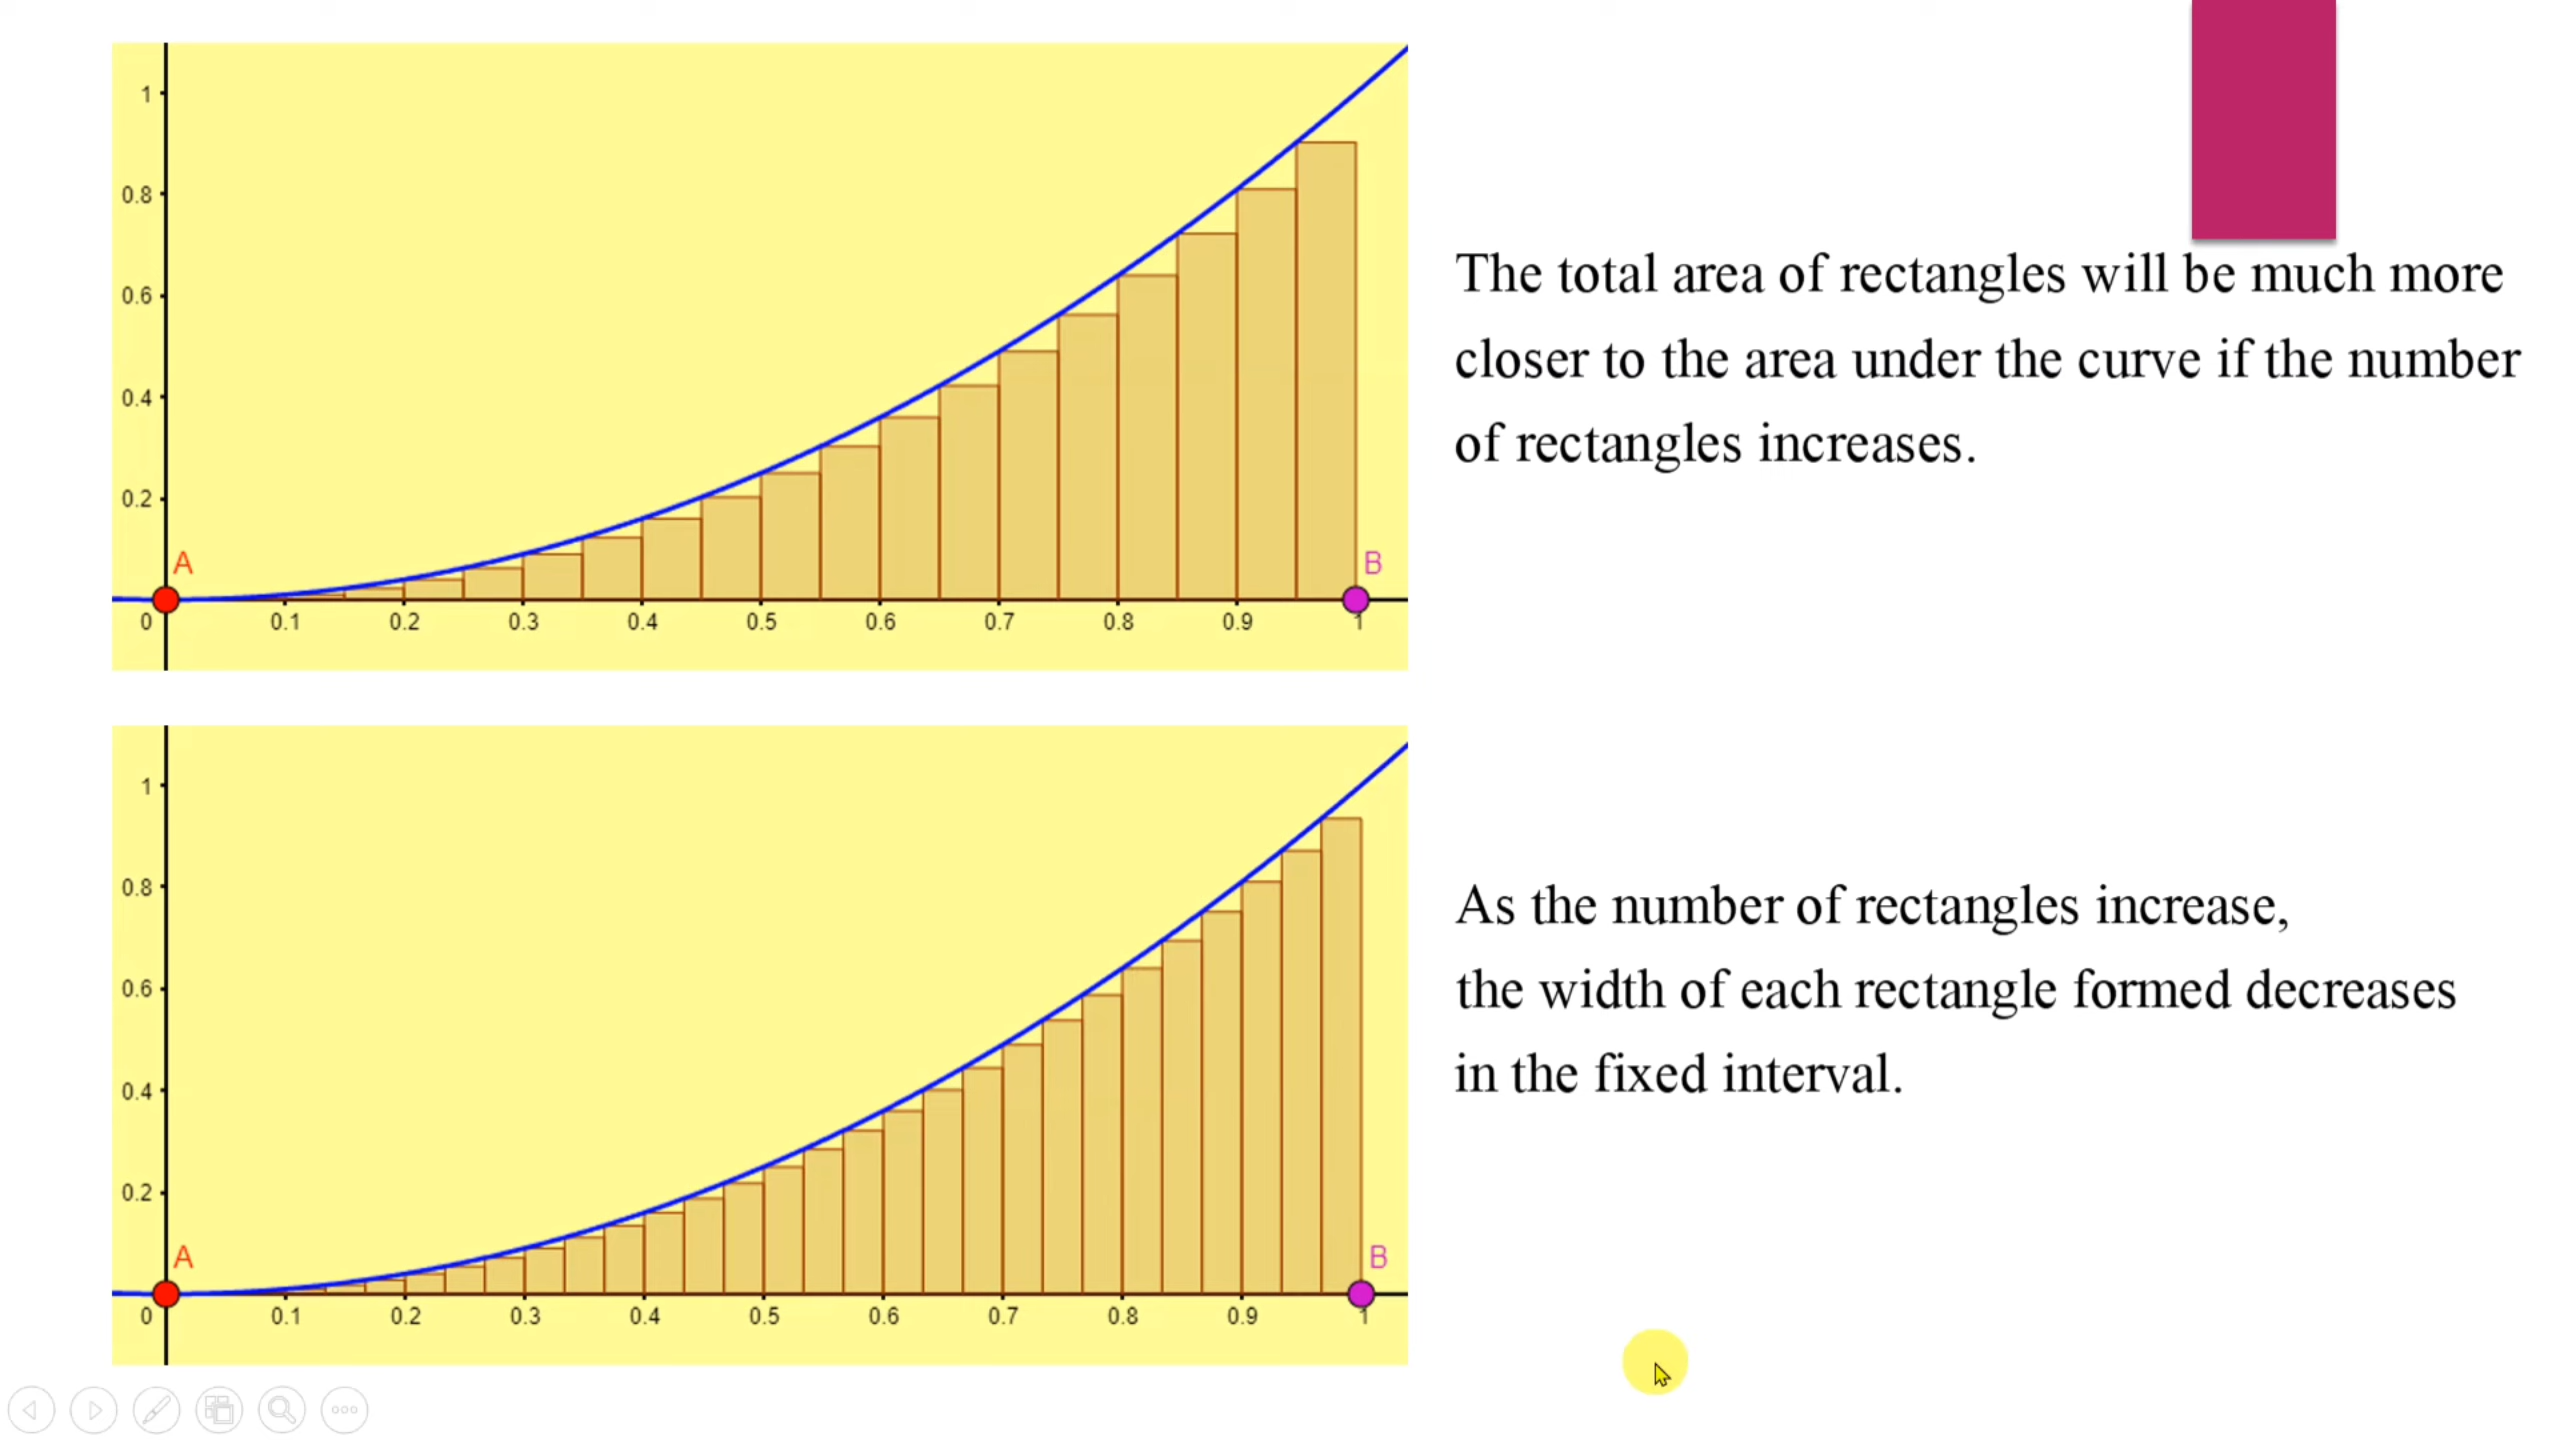 1
0.8
0.6
0.4
0.2
A
B
0 0.1 0.2 0.3 0.4 0.5 0.6 0.7 0.8 0.9 1
The total area of rectangles will be much more
closer to the area under the curve if the number
of rectangles increases.
1
0.8
0.6
0.4
0.2
A
B
0 0.1 0.2 0.3 0.4 0.5 0.6 0.7 0.8 0.9 1
As the number of rectangles increase,
the width of each rectangle formed decreases
in the fixed interval.